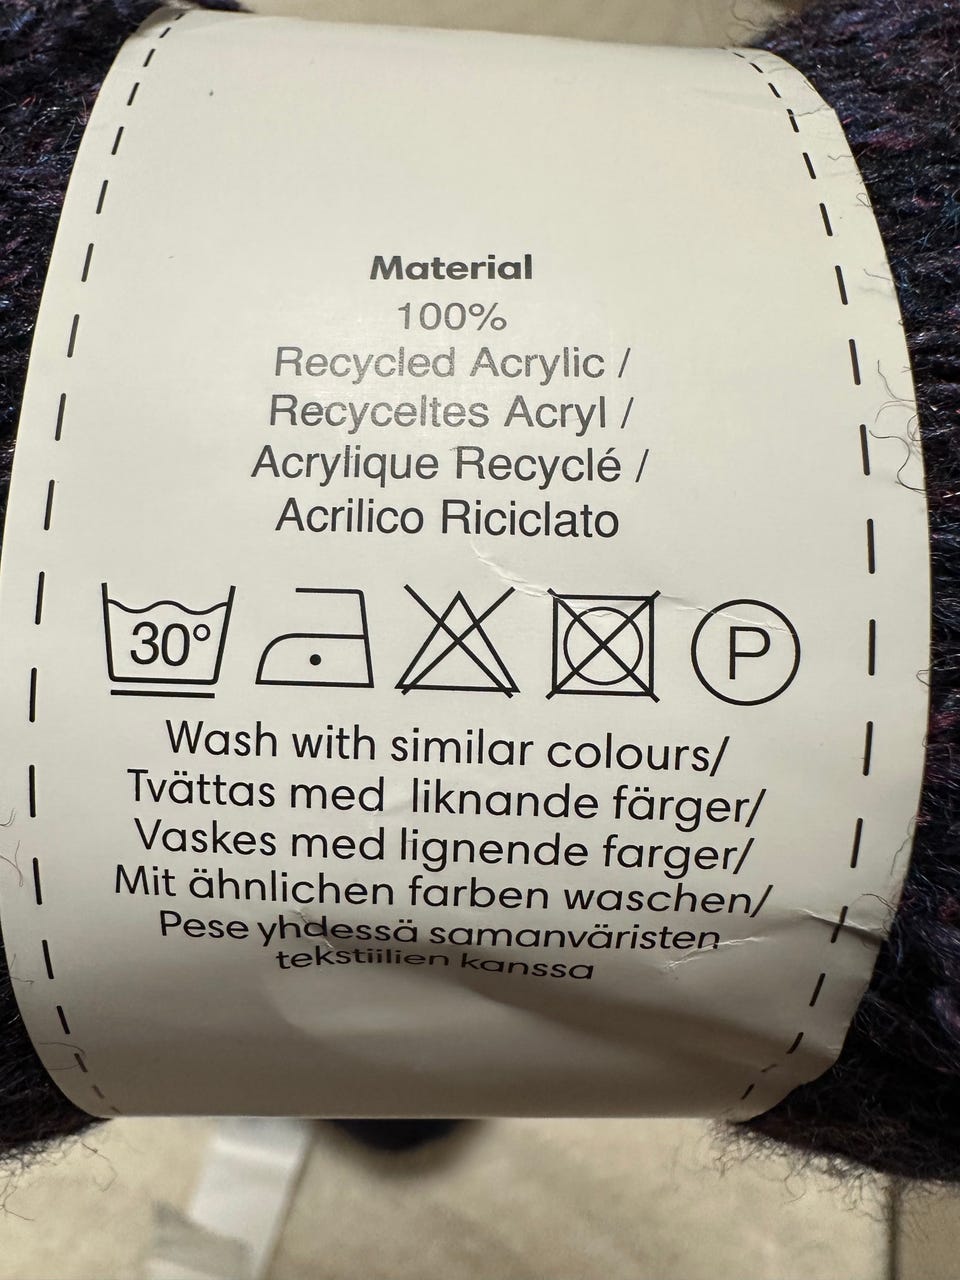 Material
100%
Recycled Acrylic /
Recyceltes Acryl /
Acrylique Recyclé /
Acrilico Riciclato
30° P
Wash with similar colours/
Tvättas med liknande färger/
Vaskes med lignende farger/
Mit ähnlichen farben waschen/
Pese yhdessä samanväristen
tekstiilien kanssa